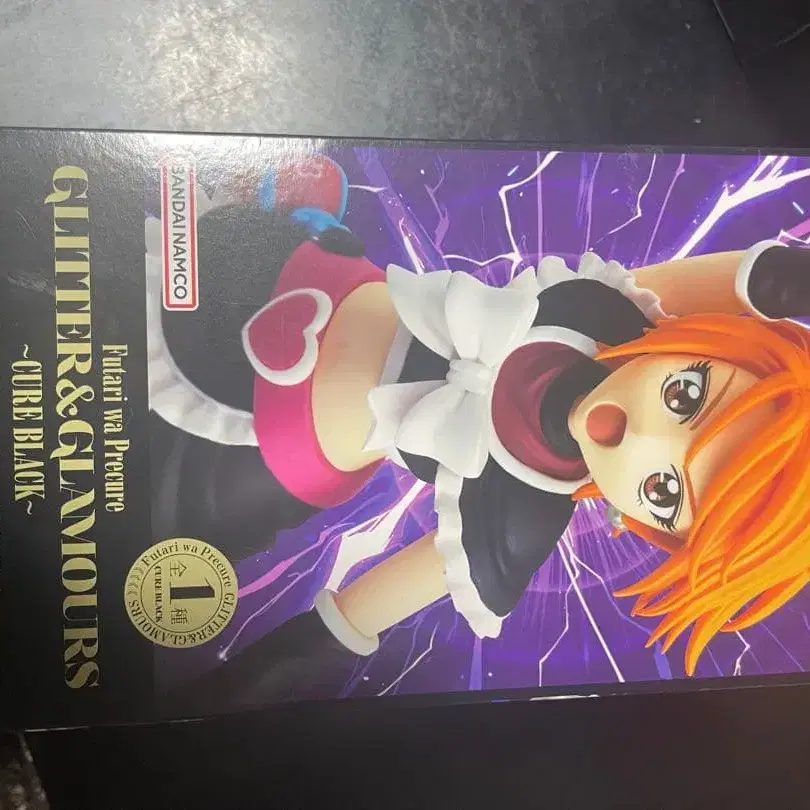 BANDAI NAMCO
Futari wa Precure
GLITTER&GLAMOURS
~CURE BLACK~
Futari wa Precure GLITTER&GLAMOURS
全1種
CURE BLACK